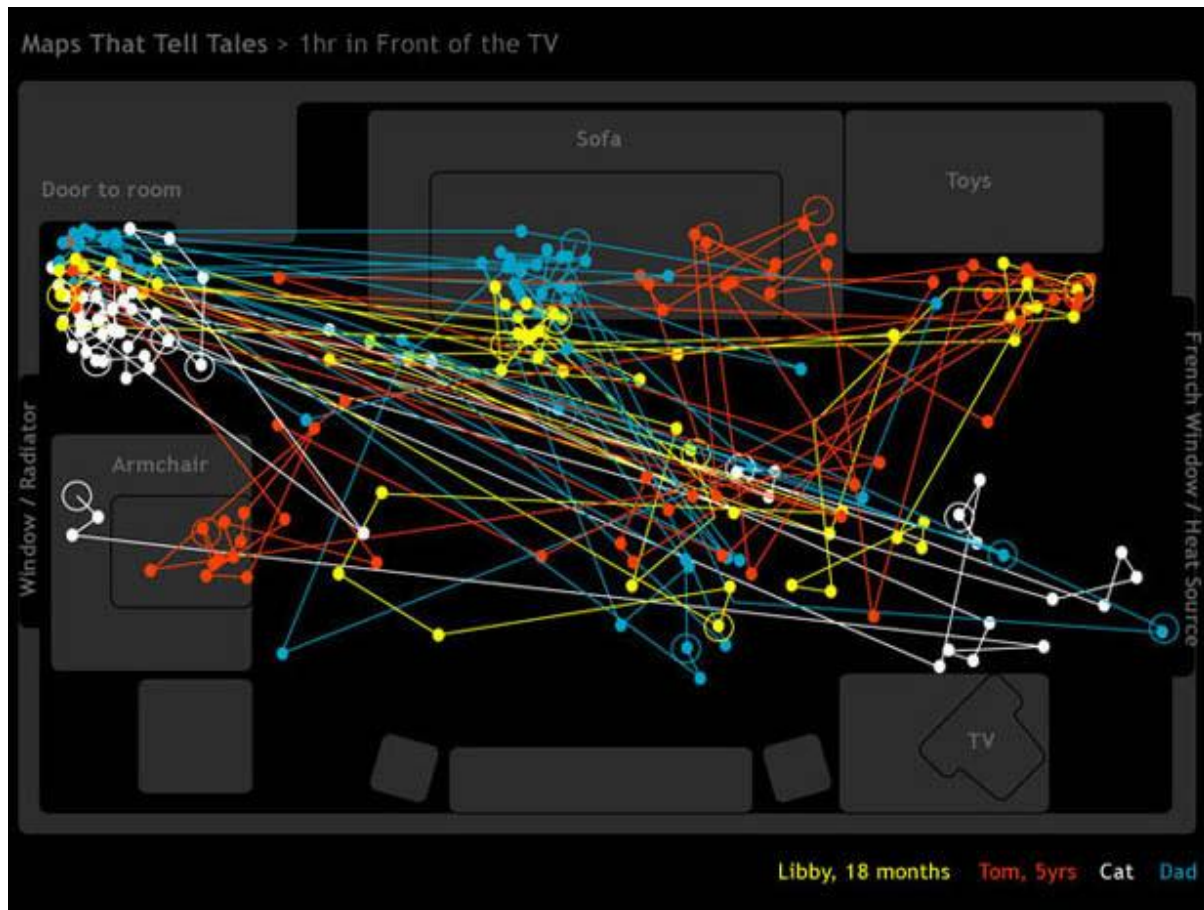 Maps That Tell Tales > 1hr in Front of the TV
Sofa
Toys
Door to room
French Window / Heat source
Window / Radiator
Armchair
TV
Libby, 18 months Tom, 5yrs Cat Dad